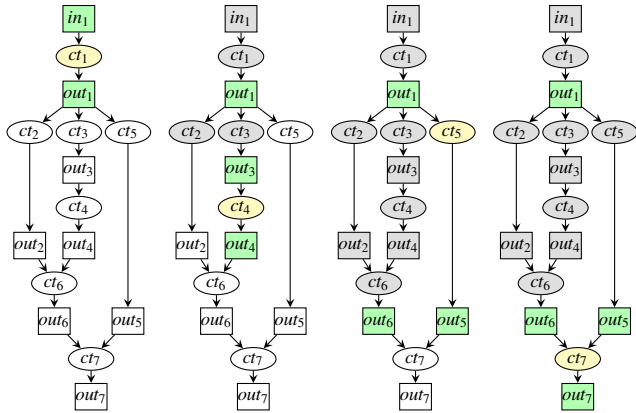 in1 in1 in1 in1
ct1 ct1 ct1 ct1
out1 out1 out1 out1
ct2 ct3 ct5 ct2 ct3 ct5 ct2 ct3 ct5 ct2 ct3 ct5
out3 out3 out3 out3
ct4 ct4 ct4 ct4
out2 out4 out2 out4 out2 out4 out2 out4
ct6 ct6 ct6 ct6
out6 out5 out6 out5 out6 out5 out6 out5
ct7 ct7 ct7 ct7
out7 out7 out7 out7